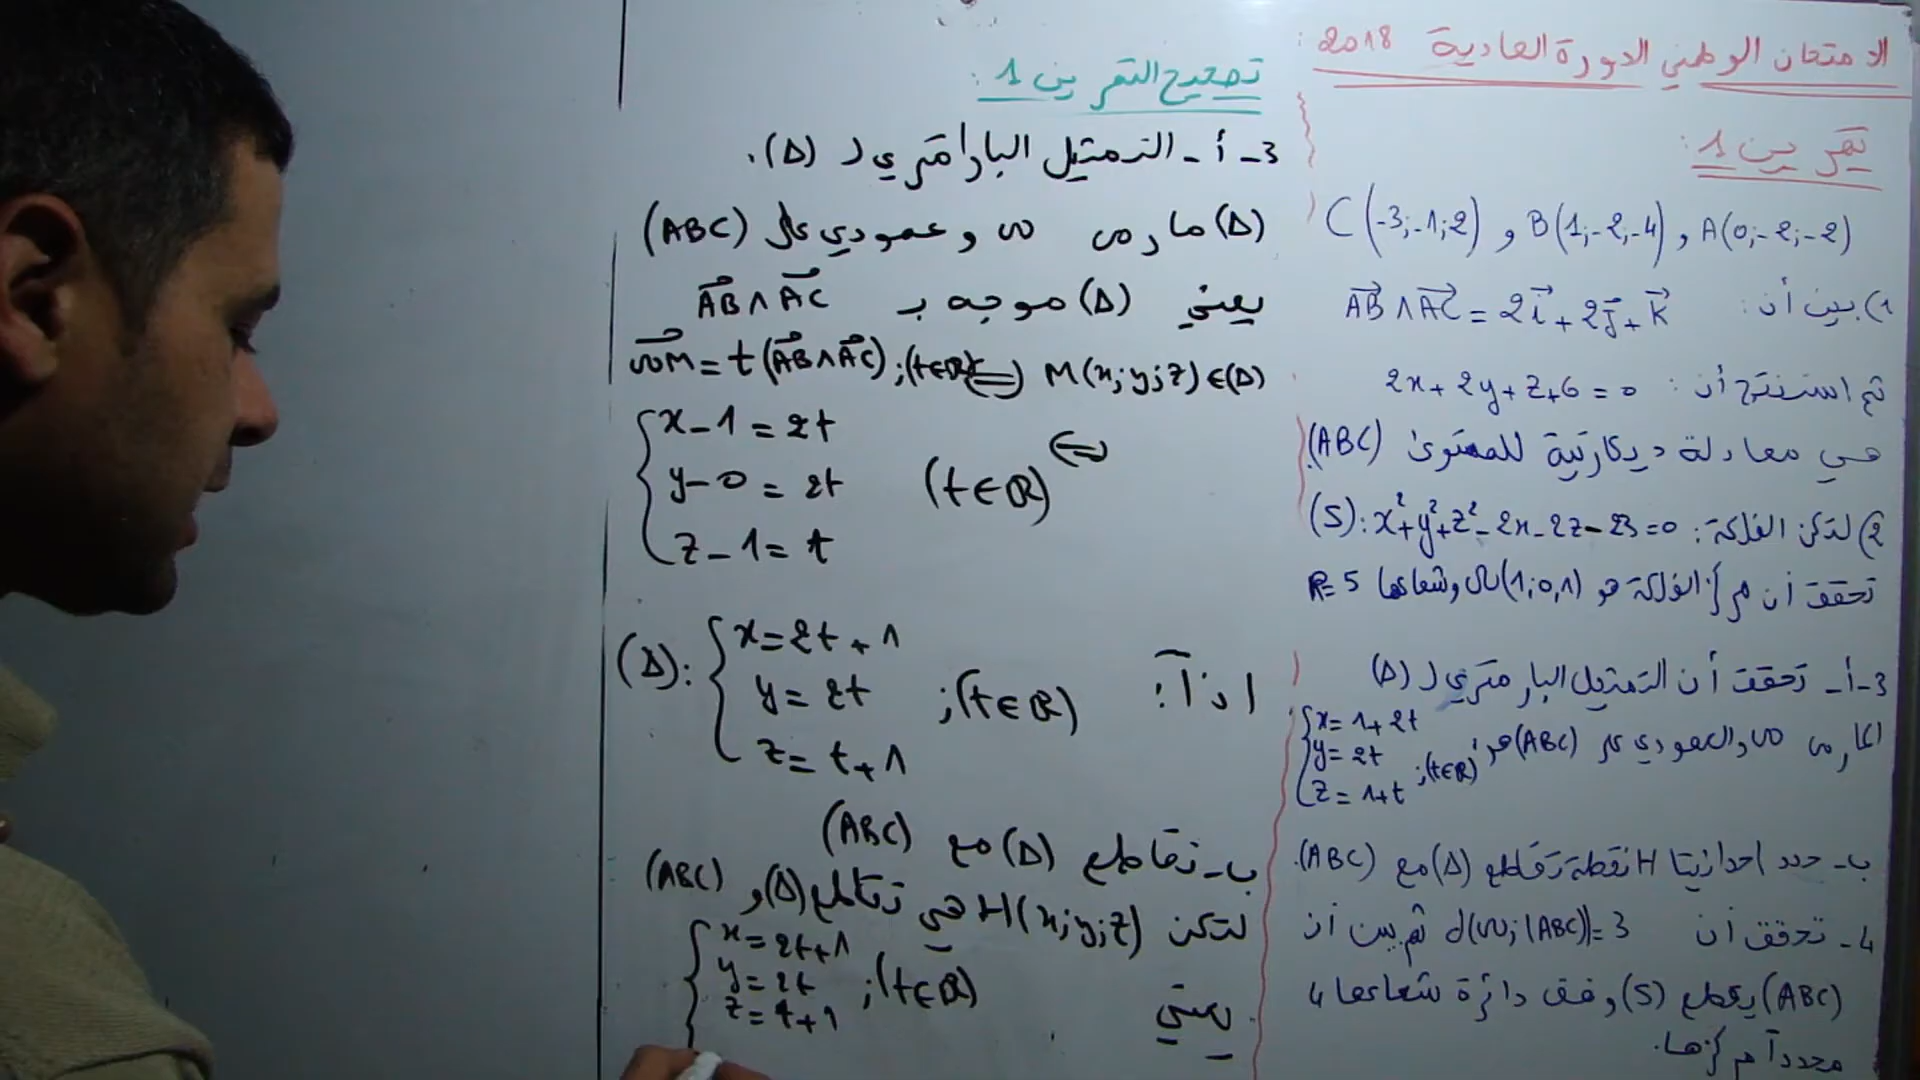 الامتحان الوطني الدورة العادية 2018 :
تمرين 1 :
A(0;-2;-2) و B(1;-2;-4) و C(-3;-1;2)
1) بين أن : AB∧AC = 2i + 2j + k
ثم استنتج أن : 2x + 2y + z + 6 = 0
هي معادلة ديكارتية للمستوى (ABC).
2) لتكن الفلكة : (S) : x²+y²+z²-2x-2z-23=0
تحقق أن مركز الفلكة هو Ω(1;0,1) وشعاعها R=5
3-أ- تحقق أن التمثيل البارمتري ل (Δ)
المار من Ω والعمودي على (ABC) هو :
{ x=1+2t
y=2t ;(t∈ℝ)
z=1+t
ب- حدد احداثيتا H نقطة تقاطع (Δ) مع (ABC).
4- تحقق أن d(Ω;(ABC))=3 ثم بين أن
(ABC) يقطع (S) وفق دائرة شعاعها 4
محدداً مركزها.
تصحيح التمرين 1 :
3-أ- التمثيل البارامتري ل (Δ).
(Δ) مار من Ω وعمودي على (ABC)
يعني (Δ) موجه بـ AB∧AC
M(x;y;z)∈(Δ) ⟺ ΩM = t(AB∧AC) ;(t∈ℝ)
⟺ { x-1=2t
y-0=2t (t∈ℝ)
z-1=t
اذاً : (Δ): { x=2t+1
y=2t ;(t∈ℝ)
z=t+1
ب- تقاطع (Δ) مع (ABC)
لتكن H(x;y;z) هي تقاطع (Δ) و (ABC)
يعني { x=2t+1
y=2t ;(t∈ℝ)
z=t+1